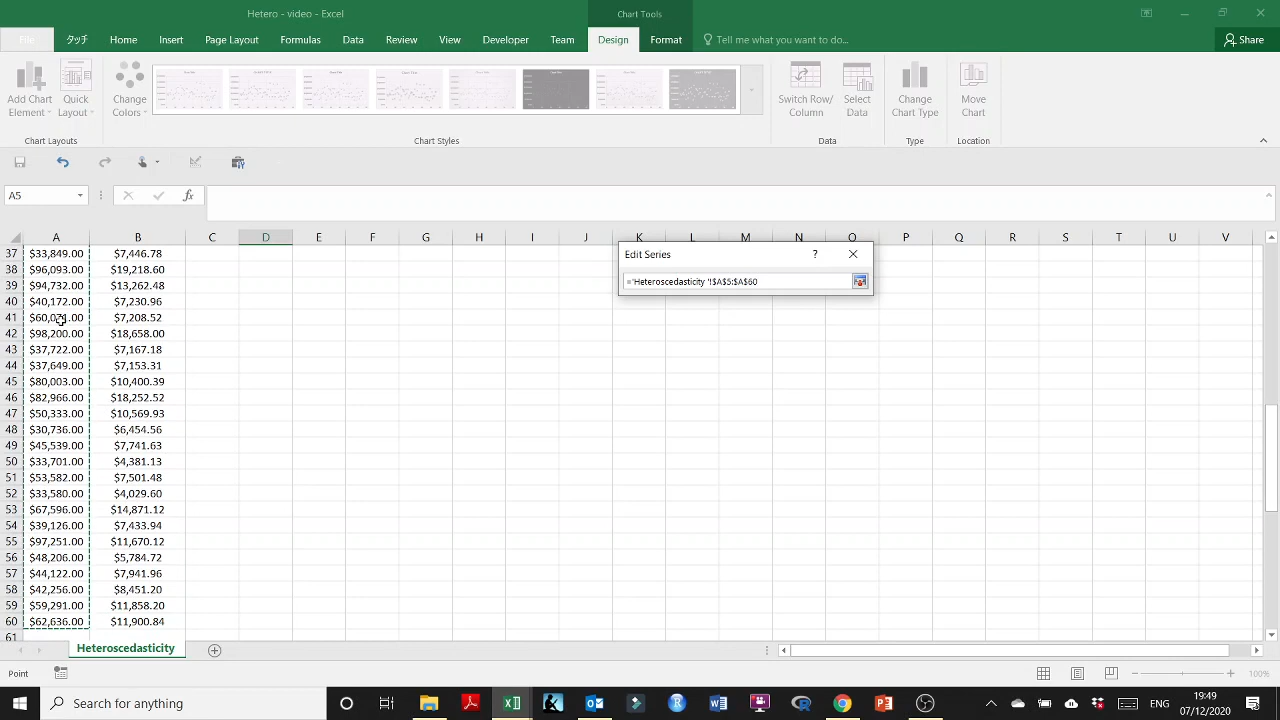 Hetero - video - Excel
Chart Tools
File
タッチ
Home
Insert
Page Layout
Formulas
Data
Review
View
Developer
Team
Design
Format
Tell me what you want to do...
Share
Add Chart Element
Quick Layout
Change Colors
Switch Row/ Column
Select Data
Change Chart Type
Move Chart
Chart Layouts
Chart Styles
Data
Type
Location
A5
fx
A B C D E F G H I J K L M N O P Q R S T U V
Edit Series
?
='Heteroscedasticity '!$A$5:$A$60
37 $33,849.00 $7,446.78
38 $96,093.00 $19,218.60
39 $94,732.00 $13,262.48
40 $40,172.00 $7,230.96
41 $7,208.52
42 $98,200.00 $18,658.00
43 $37,722.00 $7,167.18
44 $37,649.00 $7,153.31
45 $80,003.00 $10,400.39
46 $82,966.00 $18,252.52
47 $50,333.00 $10,569.93
48 $30,736.00 $6,454.56
49 $45,539.00 $7,741.63
50 $33,701.00 $4,381.13
51 $53,582.00 $7,501.48
52 $33,580.00 $4,029.60
53 $67,596.00 $14,871.12
54 $39,126.00 $7,433.94
55 $97,251.00 $11,670.12
56 $48,206.00 $5,784.72
57 $44,122.00 $7,941.96
58 $42,256.00 $8,451.20
59 $59,291.00 $11,858.20
60 $62,636.00 $11,900.84
61
Heteroscedasticity
Point
100%
Search for anything
ENG
19:49
07/12/2020